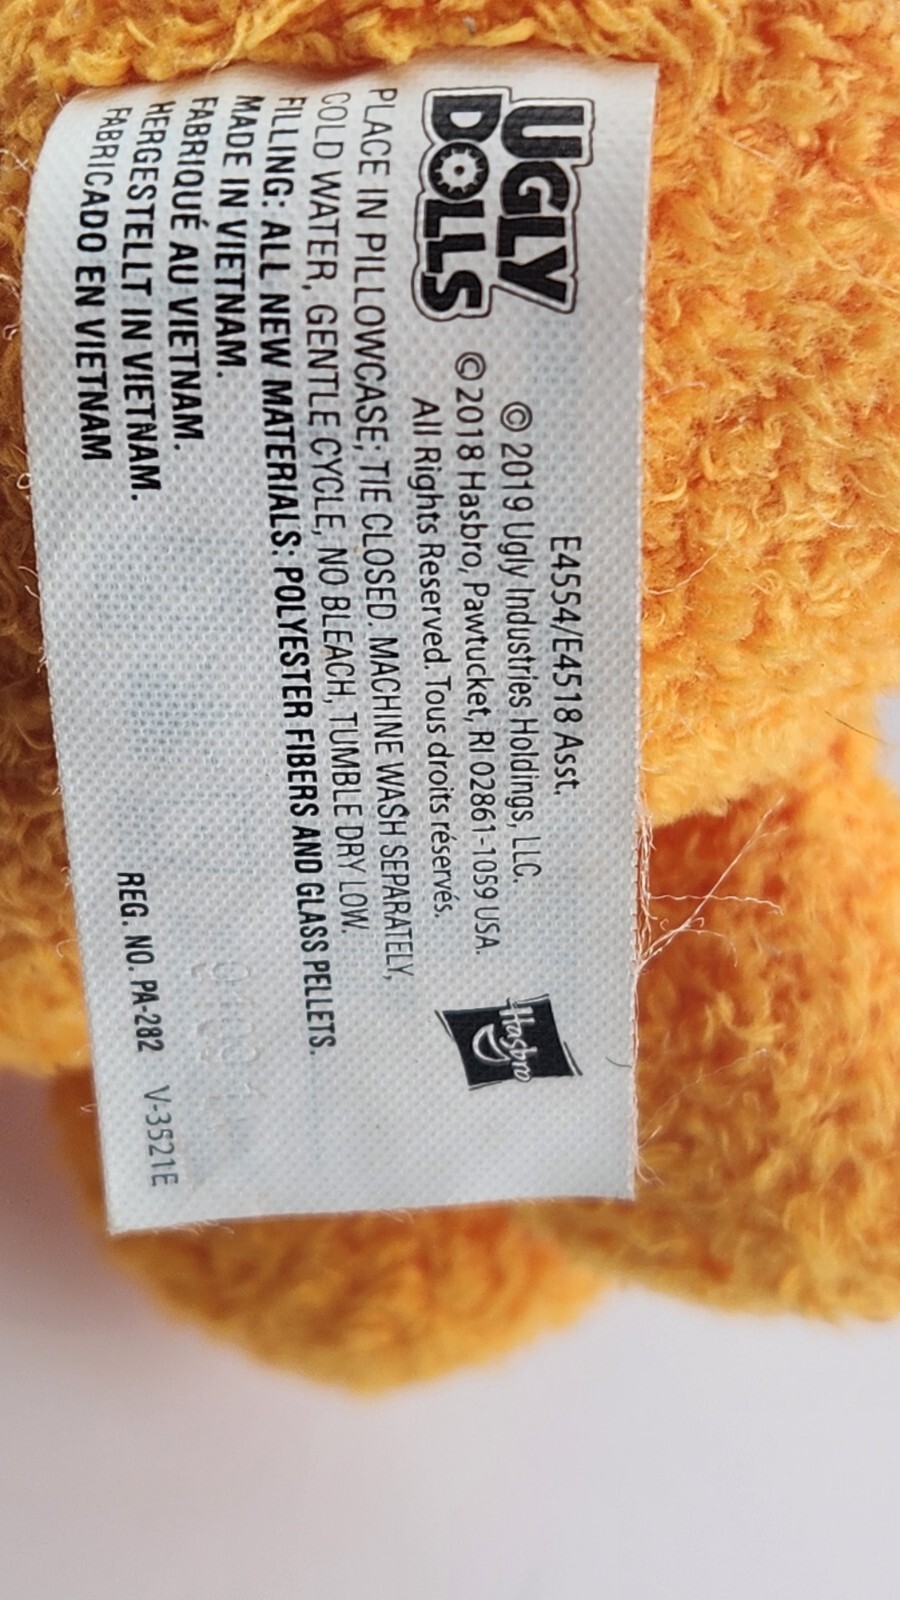 UGLY
DOLLS
E4554/E4518 Asst.
© 2019 Ugly Industries Holdings, LLC.
© 2018 Hasbro, Pawtucket, RI 02861-1059 USA.
All Rights Reserved. Tous droits réservés.
Hasbro
PLACE IN PILLOWCASE; TIE CLOSED. MACHINE WASH SEPARATELY,
COLD WATER, GENTLE CYCLE, NO BLEACH, TUMBLE DRY LOW.
FILLING: ALL NEW MATERIALS: POLYESTER FIBERS AND GLASS PELLETS.
MADE IN VIETNAM.
FABRIQUÉ AU VIETNAM.
HERGESTELLT IN VIETNAM.
FABRICADO EN VIETNAM
REG. NO. PA-282 V-3521E